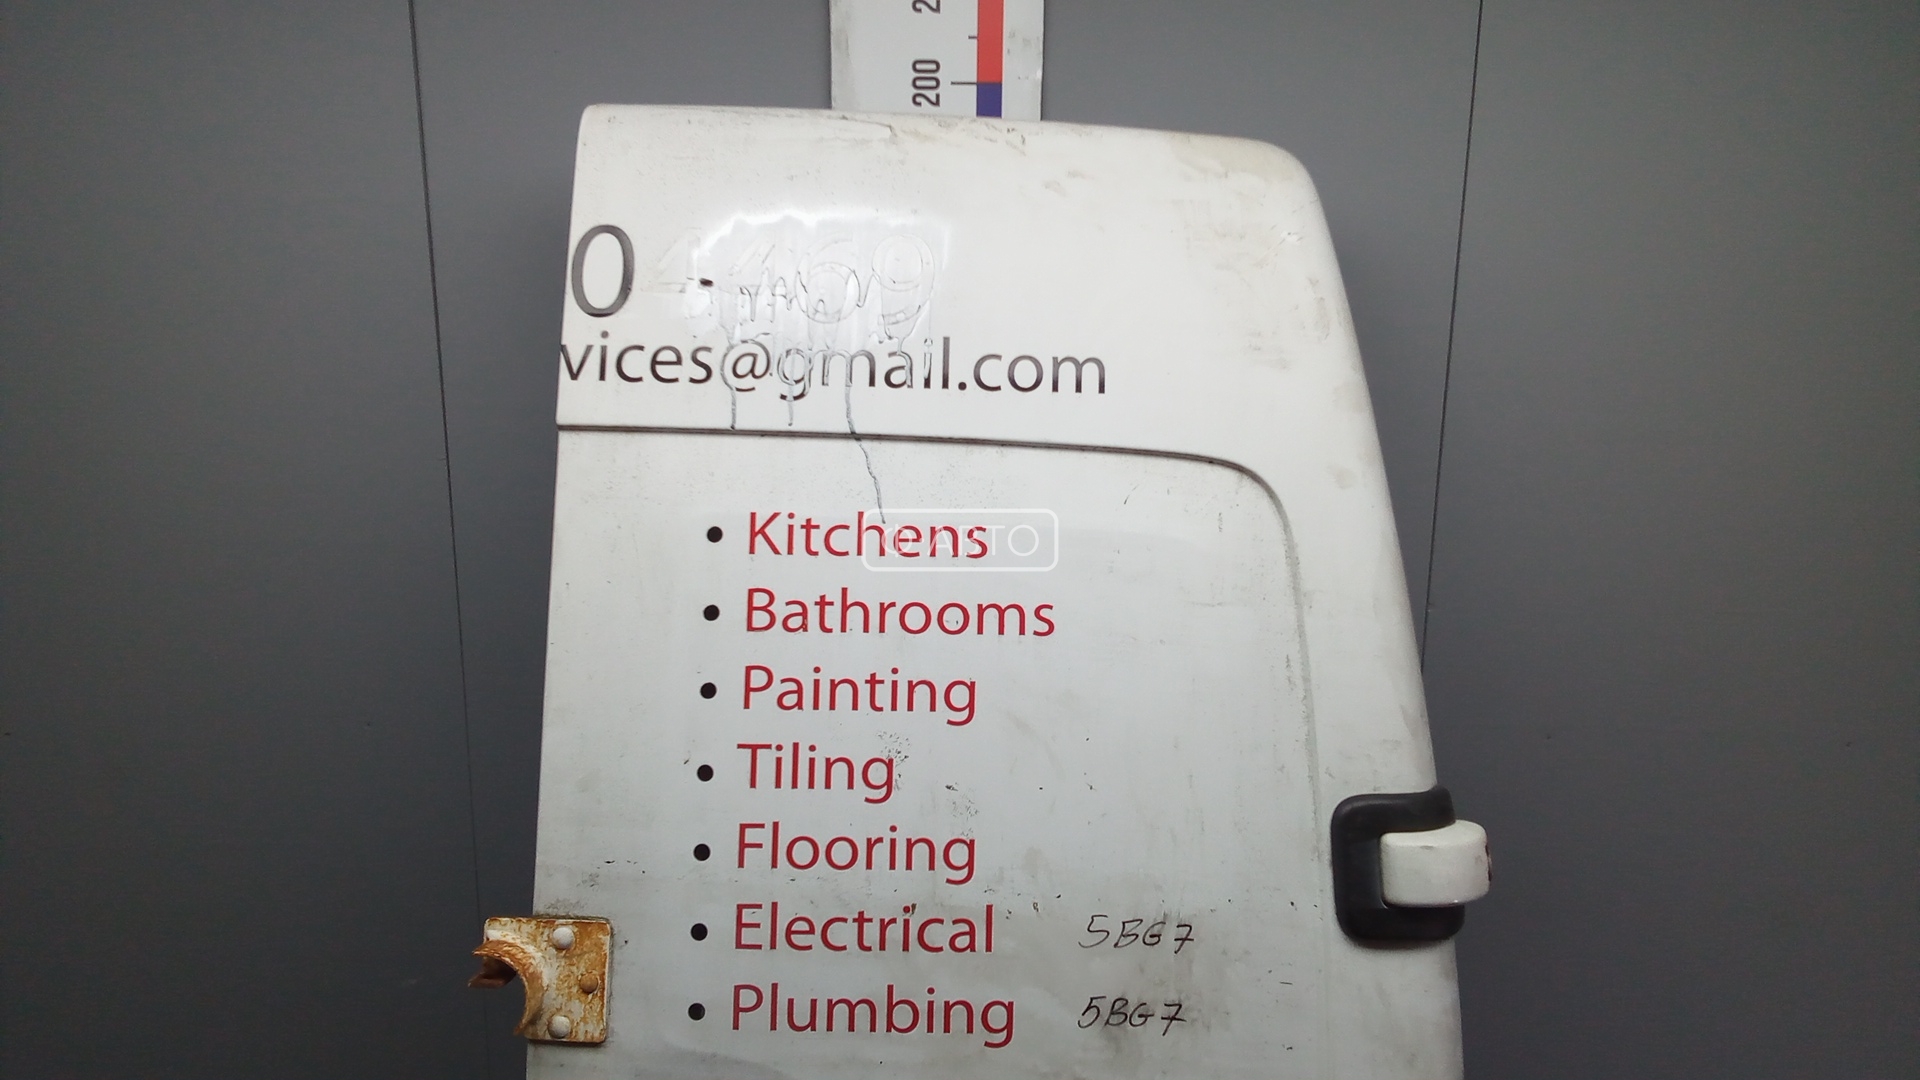 200
0
vices@gmail.com
• Kitchens
• Bathrooms
• Painting
• Tiling
• Flooring
• Electrical 5BG7
• Plumbing 5BG7